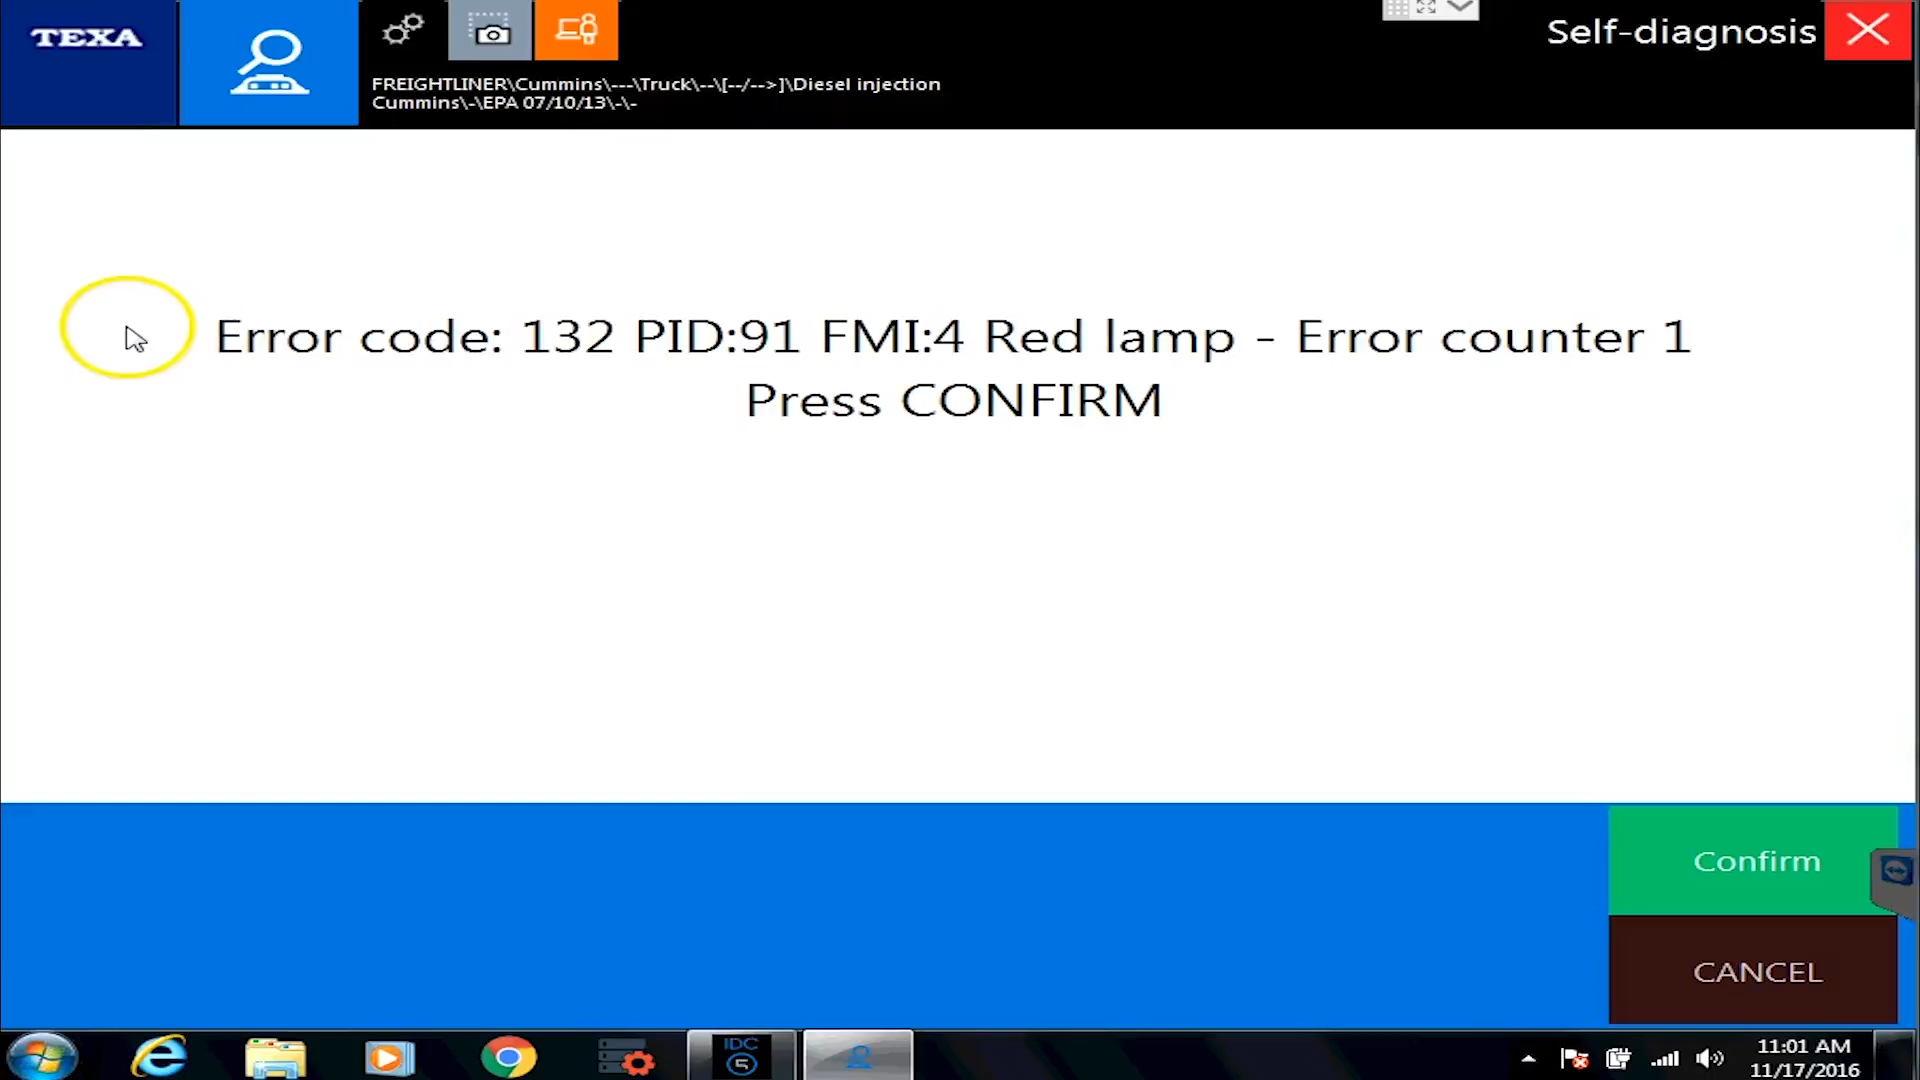 TEXA
Self-diagnosis
FREIGHTLINER\Cummins\---\Truck\--\[--/-->]\Diesel injection
Cummins\-\EPA 07/10/13\-\-
Error code: 132 PID:91 FMI:4 Red lamp - Error counter 1
Press CONFIRM
Confirm
CANCEL
IDC
5
11:01 AM
11/17/2016